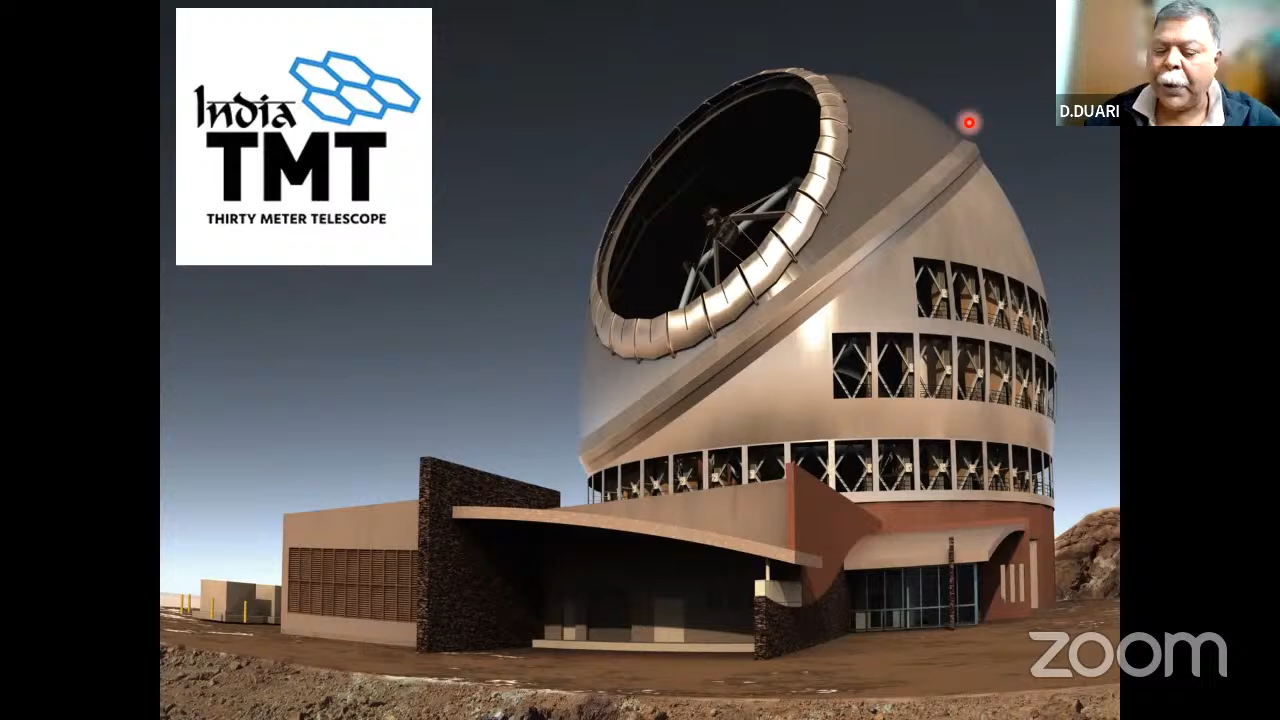 India
TMT
THIRTY METER TELESCOPE
D.DUARI
zoom